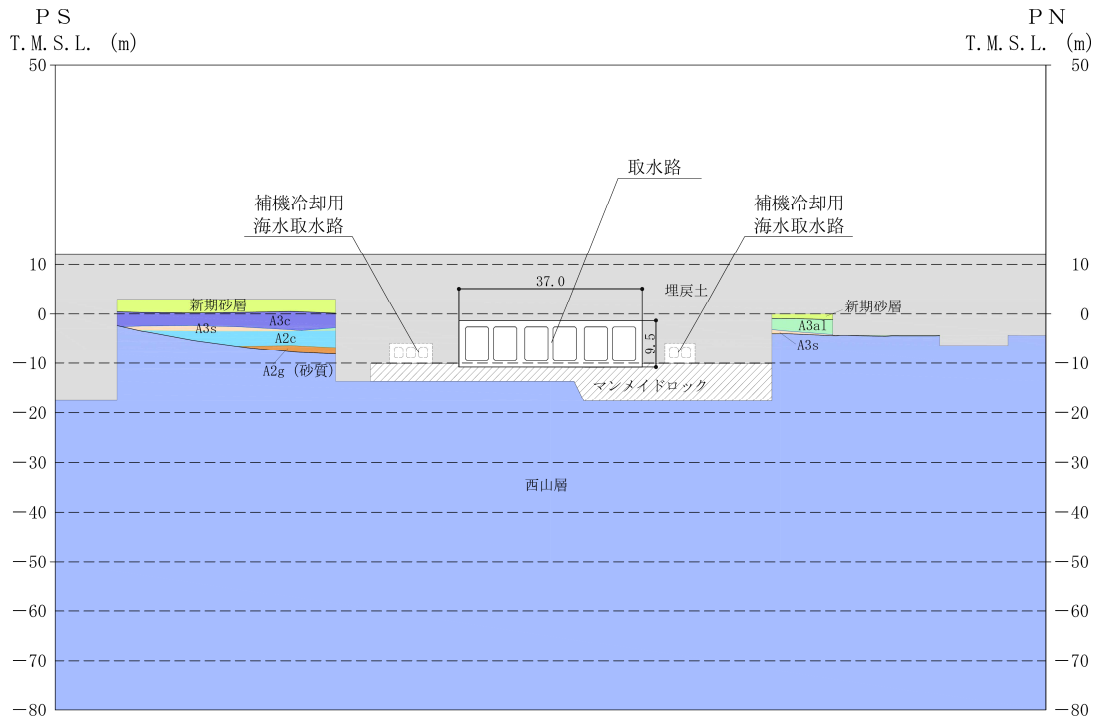 PS
PN
T.M.S.L. (m)
T.M.S.L. (m)
50
50
取水路
補機冷却用
海水取水路
補機冷却用
海水取水路
10
10
37.0
埋戻土
新期砂層
新期砂層
0
0
A3c
A3s
A3al
9.5
A2c
A3s
A2g (砂質)
-10
-10
マンメイドロック
-20
-20
-30
-30
西山層
-40
-40
-50
-50
-60
-60
-70
-70
-80
-80